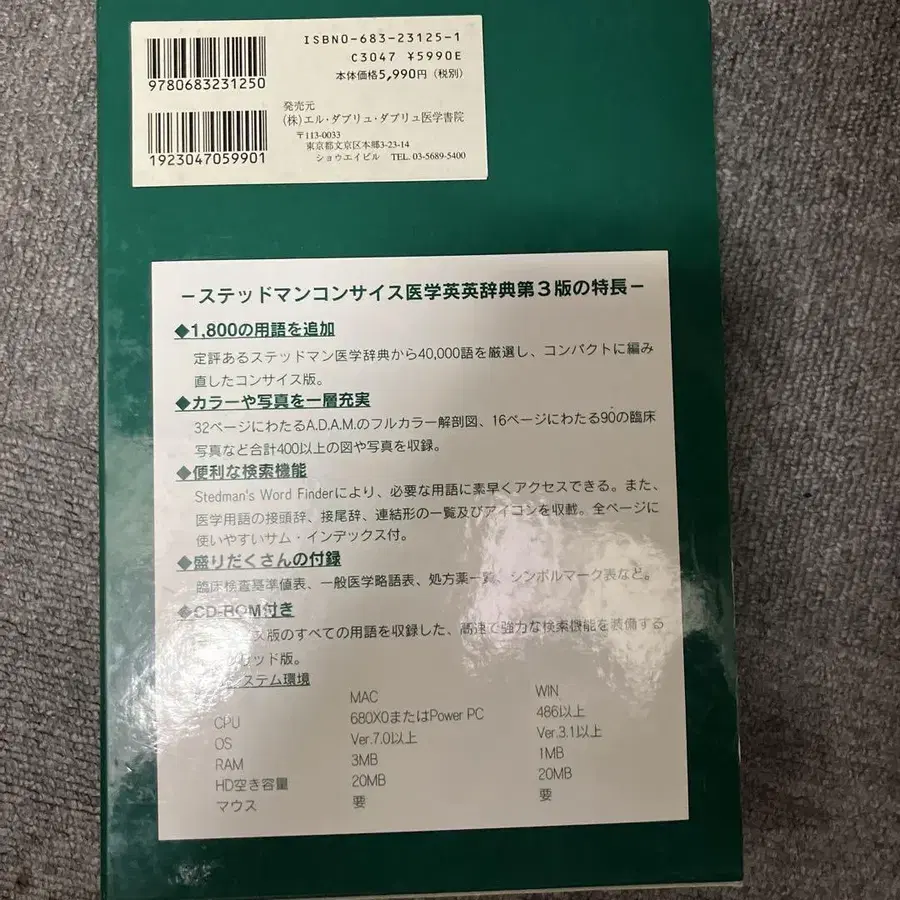 ISBN0-683-23125-1
C3047 ¥5990E
本体価格5,990円（税別）
9780683231250
1923047059901
発売元
(株)エル・ダブリュ・ダブリュ医学書院
〒113-0033
東京都文京区本郷3-23-14
ショウエイビル TEL. 03-5689-5400
－ステッドマンコンサイス医学英英辞典第3版の特長－
◆1,800の用語を追加
定評あるステッドマン医学辞典から40,000語を厳選し、コンパクトに編み
直したコンサイス版。
◆カラーや写真を一層充実
32ページにわたるA.D.A.M.のフルカラー解剖図、16ページにわたる90の臨床
写真など合計400以上の図や写真を収録。
◆便利な検索機能
Stedman's Word Finderにより、必要な用語に素早くアクセスできる。また、
医学用語の接頭辞、接尾辞、連結形の一覧及びアイコンを収載。全ページに
使いやすいサム・インデックス付。
◆盛りだくさんの付録
臨床検査基準値表、一般医学略語表、処方薬一覧、シンボルマーク表など。
◆CD-ROM付き
版のすべての用語を収録した、高速で強力な検索機能を装備する
ブリッド版。
システム環境
MAC WIN
CPU 680X0またはPower PC 486以上
OS Ver.7.0以上 Ver.3.1以上
RAM 3MB 1MB
HD空き容量 20MB 20MB
マウス 要 要